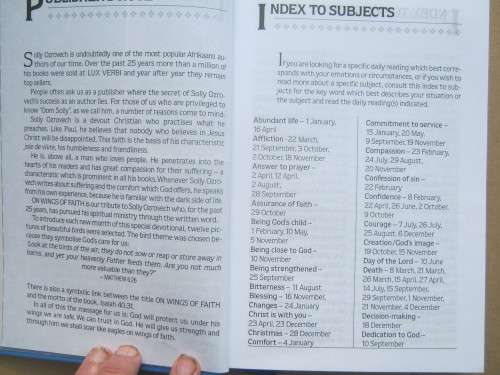 INDEX TO SUBJECTS
Solly Ozrovech is undoubtedly one of the most popular Afrikaans au-
thors of our time. Over the past 25 years more than a million of
his books were sold at LUX VERBI and year after year they remain
top sellers.
People often ask us as a publisher where the secret of Solly Ozro-
vech's success as an author lies. For those of us who are privileged to
know "Oom Solly", as we call him, a number of reasons come to mind.
Solly Ozrovech is a devout Christian who practises what he
preaches. Like Paul, he believes that nobody who believes in Jesus
Christ will be disappointed. This faith is the basis of his characteristic
joie de vivre, his humbleness and friendliness.
He is, above all, a man who loves people. He penetrates into the
hearts of his readers and has great compassion for their suffering – a
characteristic which is prominent in all his books. Whenever Solly Ozro-
vech writes about suffering and the comfort which God offers, he speaks
from his own experience, because he is familiar with the dark side of life.
ON WINGS OF FAITH is our tribute to Solly Ozrovech who, for the past
25 years, has pursued his spiritual ministry through the written word.
To produce each new month of this special devotional, twelve pic-
tures of beautiful birds were selected. The bird theme was chosen be-
cause they symbolise God's care for us:
Look at the birds of the air; they do not sow or reap or store away in
barns, and yet your heavenly Father feeds them. Are you not much
more valuable than they?"
– MATTHEW 6:26
There is also a symbolic link between the title ON WINGS OF FAITH
and the motto of the book, Isaiah 40:31.
In all of this the message for us is: God will protect us; under his
wings we are safe. We can trust in God. He will give us strength and
through him we shall soar like eagles on wings of faith.
If you are looking for a specific daily reading which best corre-
sponds with your emotions or circumstances, or if you wish to
read more about a specific subject, consult this index to sub-
jects for the key word which best describes your situation or
the subject and read the daily reading(s) indicated.
Abundant life – 1 January,
16 April
Affliction – 22 March,
21 September, 3 October,
2 October, 18 November
Answer to prayer –
2 April, 12 April,
2 August,
28 September
Assurance of faith –
29 October
Being God's child –
1 February, 10 May,
5 November
Being close to God –
10 November
Being strengthened –
25 September
Bitterness – 11 August
Blessing – 16 November,
Changes – 24 January
Christ is with you –
23 April, 23 December
Christmas – 28 December
Comfort – 4 January
Commitment to service –
15 January, 20 May,
9 September, 19 November
Compassion – 23 February,
24 July, 29 August,
20 November
Confession of sin –
22 February
Confidence – 8 February,
22 April, 26 June, 2 October,
9 October
Courage – 7 July, 26 July,
25 August, 6 December
Creation/God's image –
19 October, 15 November
Day of the Lord – 10 June
Death – 6 March, 21 March,
26 March, 15 April, 27 April,
14 July, 15 September,
29 September, 1 November,
21 November, 4 December
Decision-making –
18 December
Dedication to God –
10 September